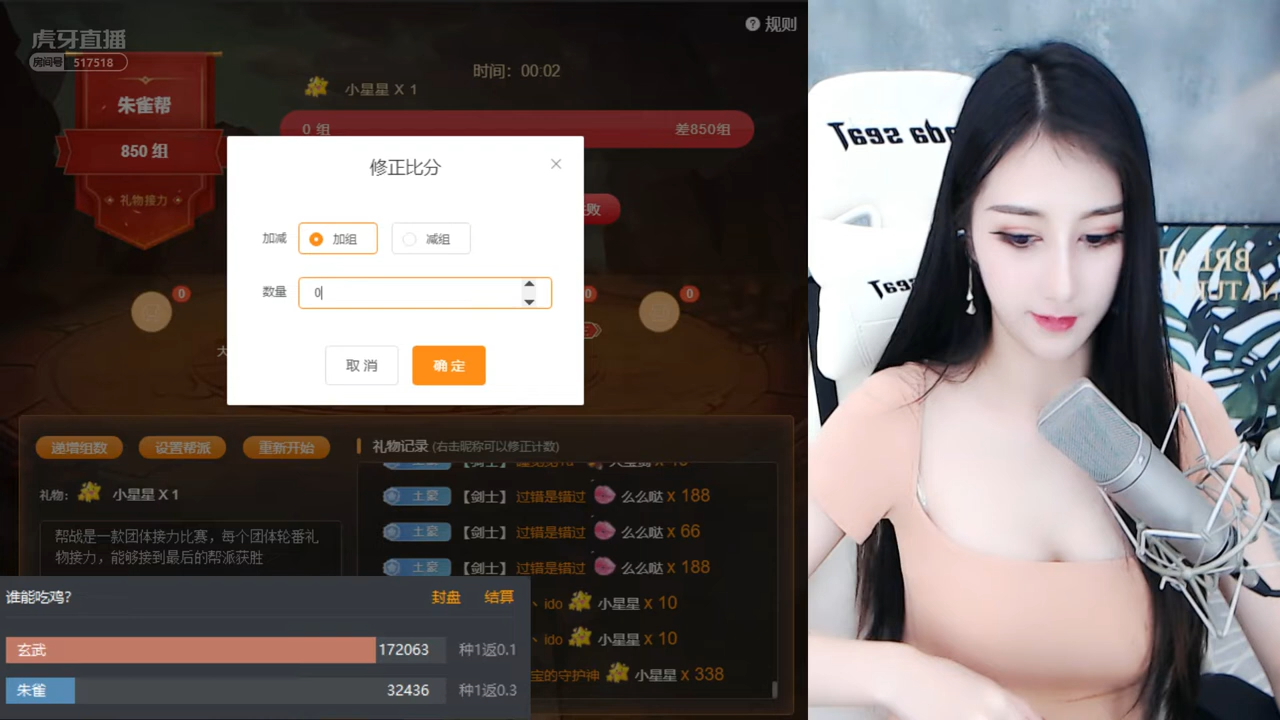 虎牙直播
房间号 517518
规则
朱雀帮
850 组
礼物接力
时间：00:02
小星星 X 1
0 组
差850组
败
修正比分
加减
加组
减组
数量
0
取 消
确 定
0
0
0
大
递增组数
设置帮派
重新开始
礼物记录 (右击昵称可以修正计数)
礼物：
小星星 X 1
帮战是一款团体接力比赛，每个团体轮番礼
物接力，能够接到最后的帮派获胜
土豪 【剑士】 过错是错过 么么哒 x 188
土豪 【剑士】 过错是错过 么么哒 x 66
土豪 【剑士】 过错是错过 么么哒 x 188
、ido 小星星 x 10
、ido 小星星 x 10
宝的守护神 小星星 x 338
谁能吃鸡?
封盘
结算
玄武 172063 种1返0.1
朱雀 32436 种1返0.3